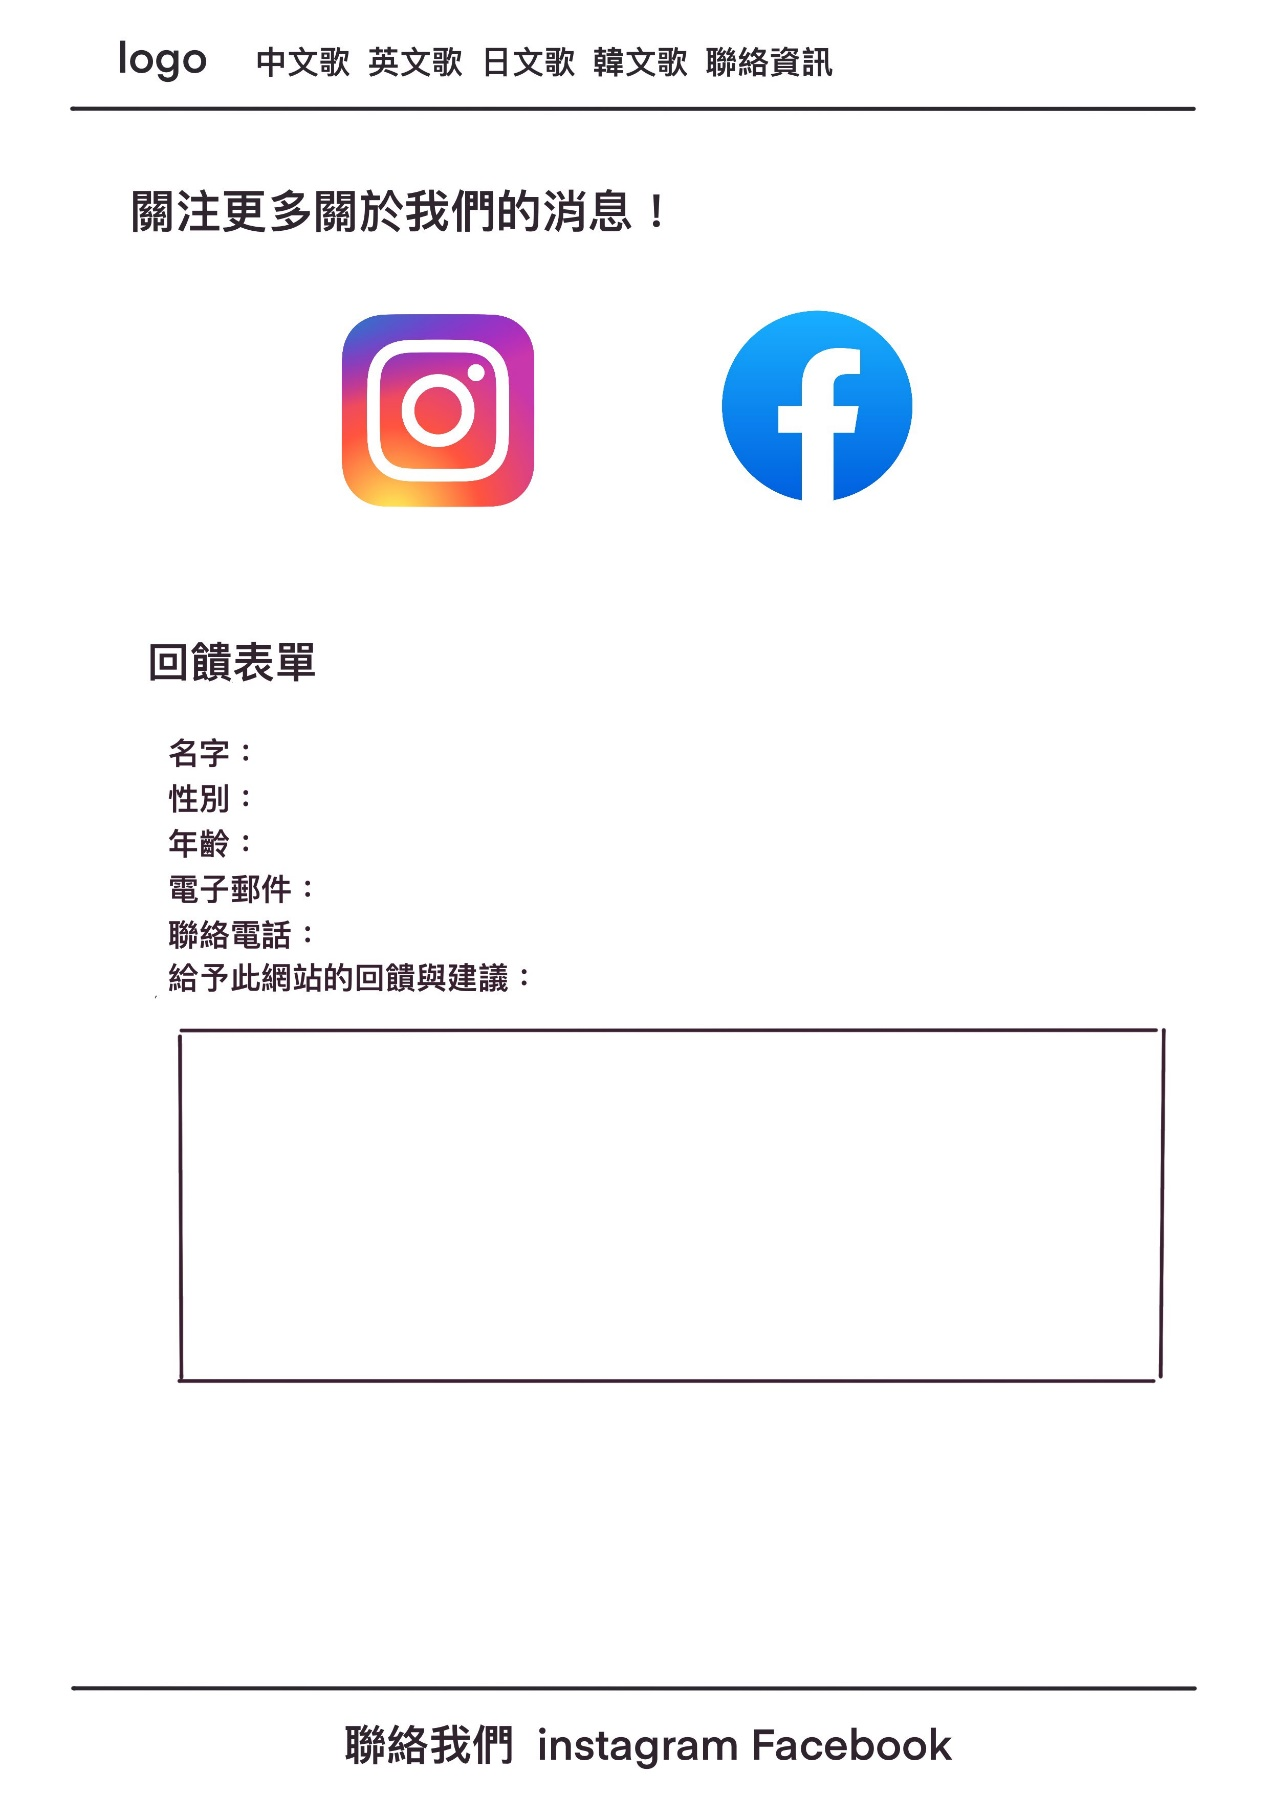 logo 中文歌 英文歌 日文歌 韓文歌 聯絡資訊
關注更多關於我們的消息！
回饋表單
名字：
性別：
年齡：
電子郵件：
聯絡電話：
給予此網站的回饋與建議：
聯絡我們 instagram Facebook